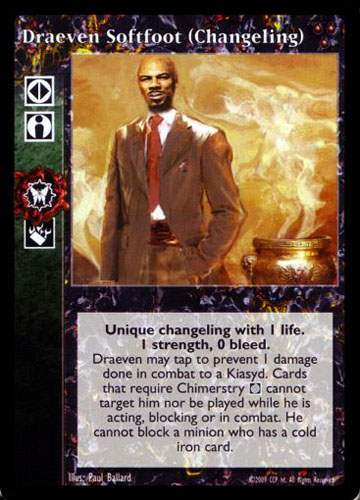 Draeven Softfoot (Changeling)
Unique changeling with 1 life.
1 strength, 0 bleed.
Draeven may tap to prevent 1 damage
done in combat to a Kiasyd. Cards
that require Chimerstry cannot
target him nor be played while he is
acting, blocking or in combat. He
cannot block a minion who has a cold
iron card.
Illus: Paul Ballard ©2009 CCP hf. All Rights Reserved